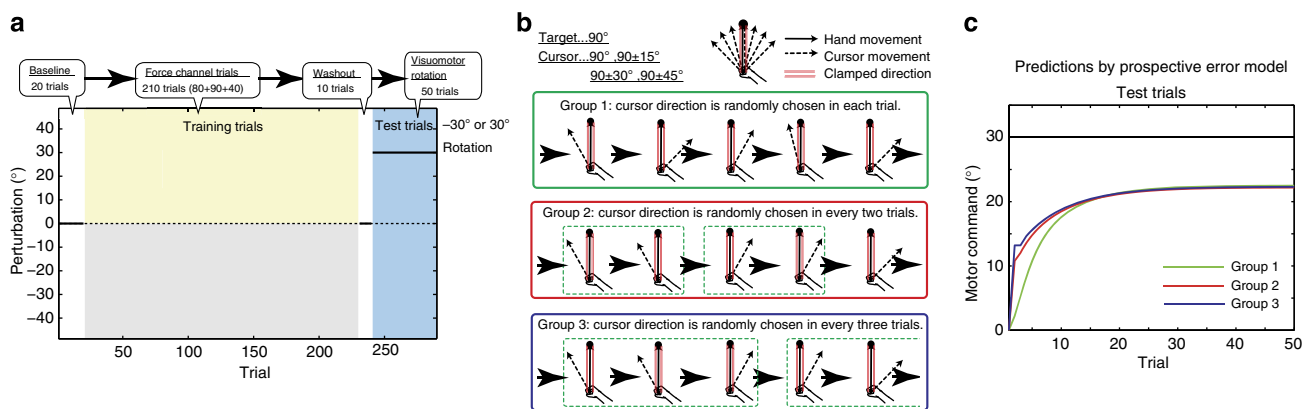 a
Baseline
20 trials
Force channel trials
210 trials (80+90+40)
Washout
10 trials
Visuomotor
rotation
50 trials
Training trials
Test trials
−30° or 30°
Rotation
Perturbation (°)
40
30
20
10
0
−10
−20
−30
−40
50
100
150
200
250
Trial
b
Target...90°
Cursor...90° ,90±15°
90±30° ,90±45°
Hand movement
Cursor movement
Clamped direction
Group 1: cursor direction is randomly chosen in each trial.
Group 2: cursor direction is randomly chosen in every two trials.
Group 3: cursor direction is randomly chosen in every three trials.
c
Predictions by prospective error model
Test trials
Motor command (°)
30
20
10
0
Group 1
Group 2
Group 3
10
20
30
40
50
Trial